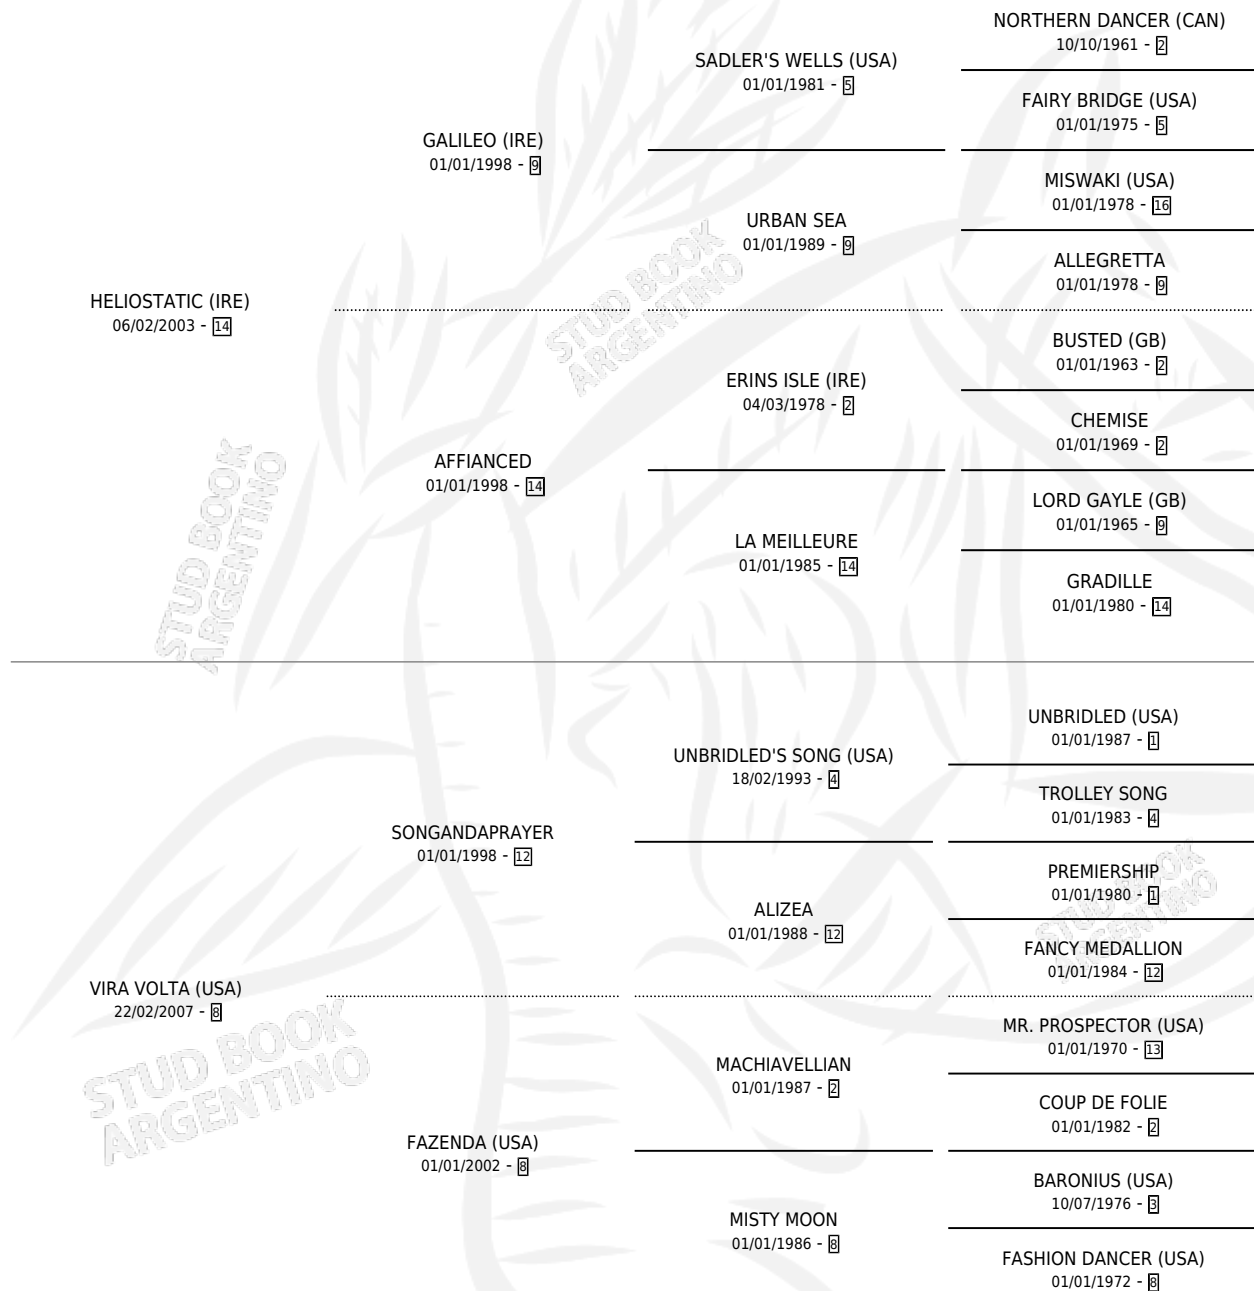 NORTHERN DANCER (CAN)
10/10/1961 - 2
SADLER'S WELLS (USA)
01/01/1981 - 5
FAIRY BRIDGE (USA)
01/01/1975 - 5
GALILEO (IRE)
01/01/1998 - 9
MISWAKI (USA)
01/01/1978 - 16
URBAN SEA
01/01/1989 - 9
ALLEGRETTA
01/01/1978 - 9
HELIOSTATIC (IRE)
06/02/2003 - 14
STUD BOOK
ARGENTINO
BUSTED (GB)
01/01/1963 - 2
ERINS ISLE (IRE)
04/03/1978 - 2
CHEMISE
01/01/1969 - 2
AFFIANCED
01/01/1998 - 14
LORD GAYLE (GB)
01/01/1965 - 9
LA MEILLEURE
01/01/1985 - 14
GRADILLE
01/01/1980 - 14
STUD BOOK
ARGENTINO
UNBRIDLED (USA)
01/01/1987 - 1
UNBRIDLED'S SONG (USA)
18/02/1993 - 4
TROLLEY SONG
01/01/1983 - 4
SONGANDAPRAYER
01/01/1998 - 12
PREMIERSHIP
01/01/1980 - 1
ALIZEA
01/01/1988 - 12
FANCY MEDALLION
01/01/1984 - 12
STUD BOOK
ARGENTINO
VIRA VOLTA (USA)
22/02/2007 - 8
STUD BOOK
ARGENTINO
MR. PROSPECTOR (USA)
01/01/1970 - 13
MACHIAVELLIAN
01/01/1987 - 2
COUP DE FOLIE
01/01/1982 - 2
FAZENDA (USA)
01/01/2002 - 8
BARONIUS (USA)
10/07/1976 - 3
MISTY MOON
01/01/1986 - 8
FASHION DANCER (USA)
01/01/1972 - 8